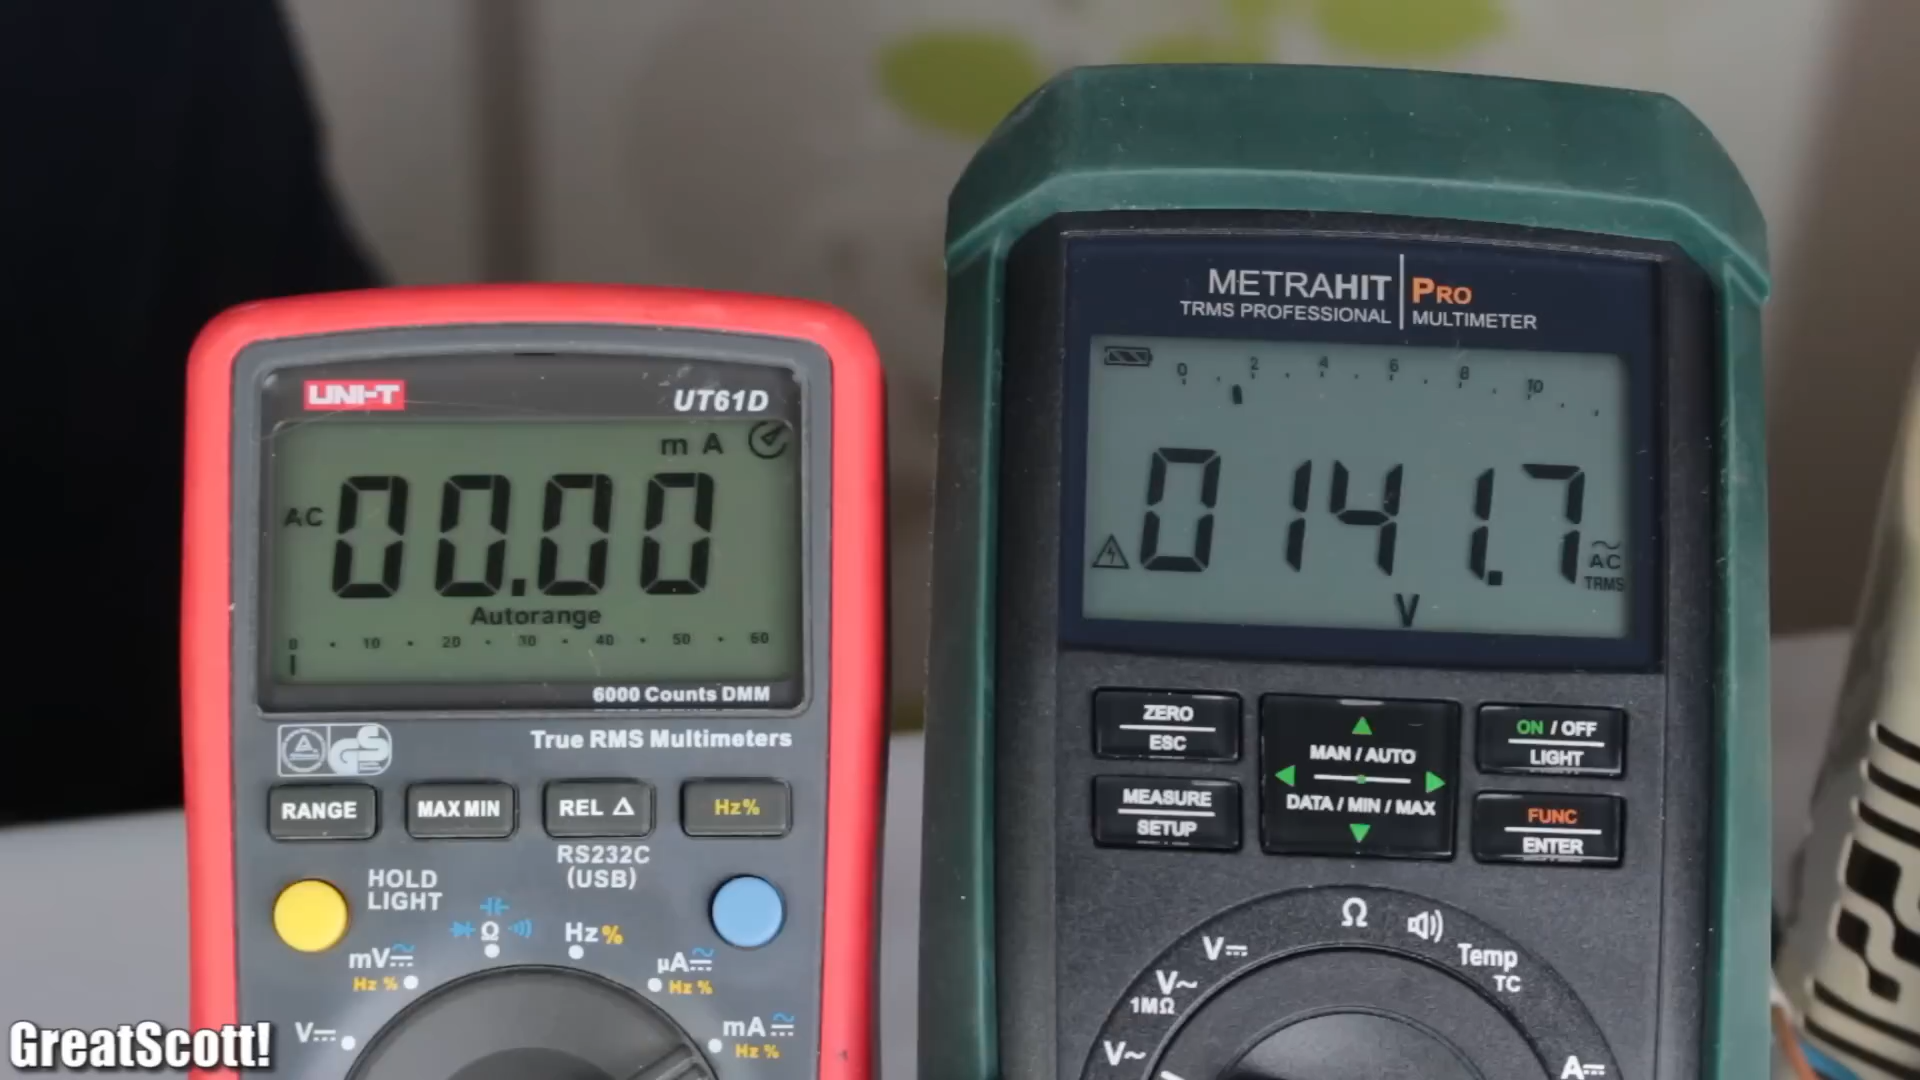 UNI-T
UT61D
m A
AC
00.00
Autorange
0 10 20 30 40 50 60
6000 Counts DMM
True RMS Multimeters
GS
RANGE
MAX MIN
REL Δ
Hz%
RS232C
(USB)
HOLD
LIGHT
Ω
Hz%
mV
Hz %
µA
Hz %
V
mA
Hz %
METRAHIT PRO
TRMS PROFESSIONAL MULTIMETER
0 2 4 6 8 10
0141.7
AC
TRMS
V
ZERO
ESC
MAN / AUTO
DATA / MIN / MAX
ON / OFF
LIGHT
MEASURE
SETUP
FUNC
ENTER
Ω
V
Temp
TC
V~
1MΩ
V~
A
GreatScott!